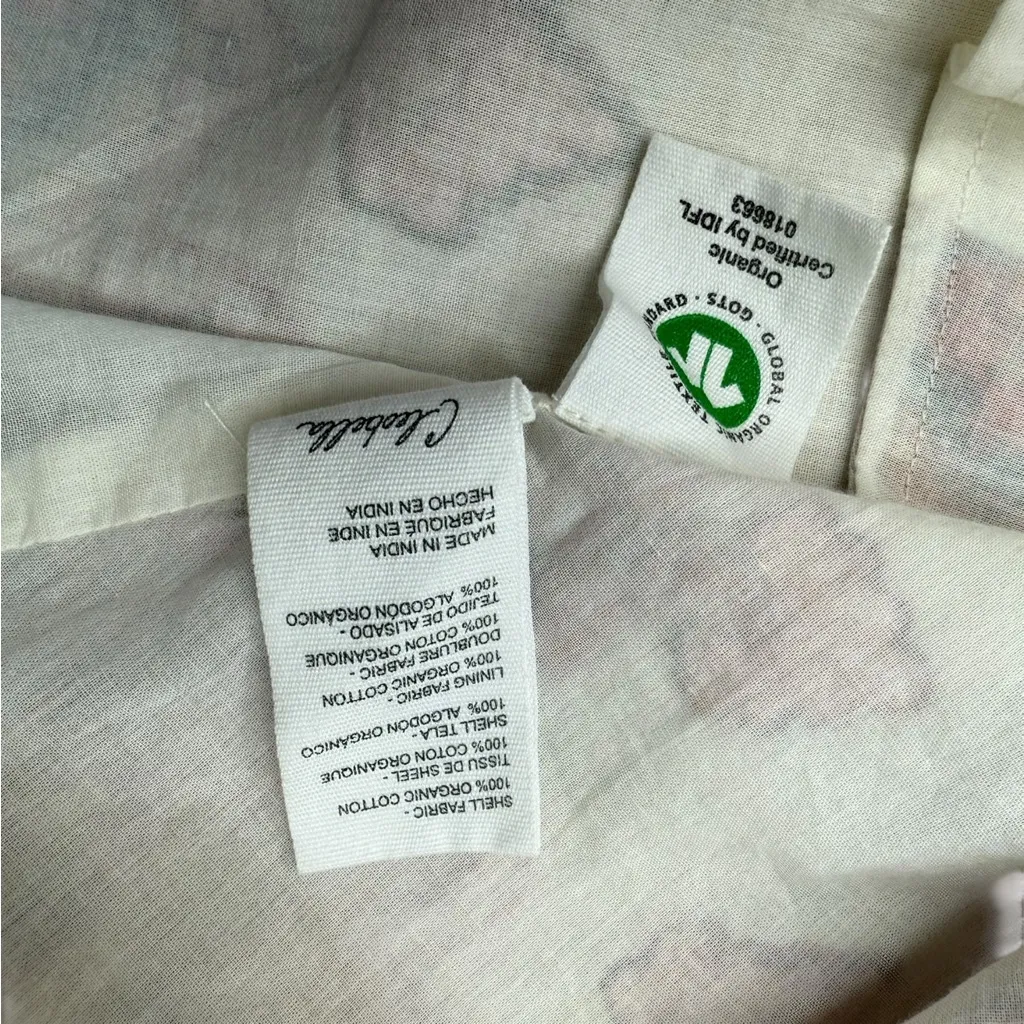 SHELL FABRIC-
100% ORGANIC COTTON
TISSU DE SHEEL-
100% COTON ORGANIQUE
SHELL TELA -
100% ALGODÓN ORGÁNICO
LINING FABRIC-
100% ORGANIC COTTON
DOUBLURE FABRIC -
100% COTON ORGANIQUE
TEJIDO DE ALISADO -
100% ALGODÓN ORGÁNICO
MADE IN INDIA
FABRIQUÉ EN INDE
HECHO EN INDIA
Cleobella
GLOBAL ORGANIC TEXTILE STANDARD · GOTS ·
Organic
Certified by IDFL
018663